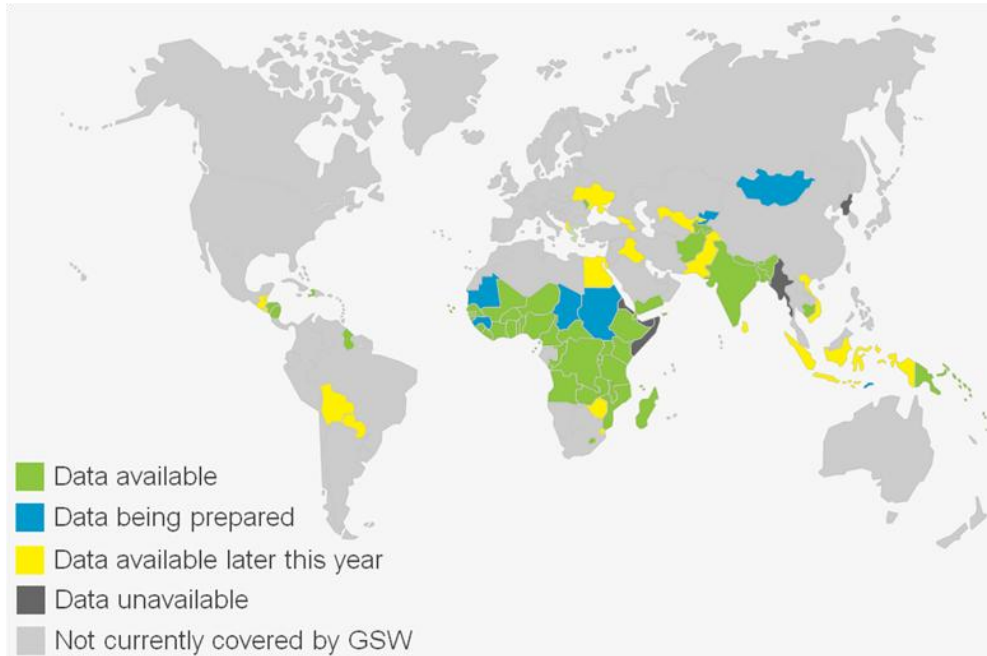 Data available
Data being prepared
Data available later this year
Data unavailable
Not currently covered by GSW